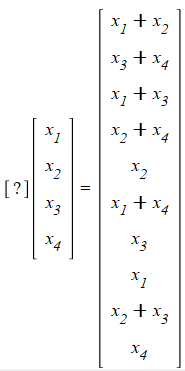 x₁ + x₂
x₃ + x₄
x₁ + x₃
x₂ + x₄
[?] [x₁ x₂ x₃ x₄] = x₂
x₁ + x₄
x₃
x₁
x₂ + x₃
x₄